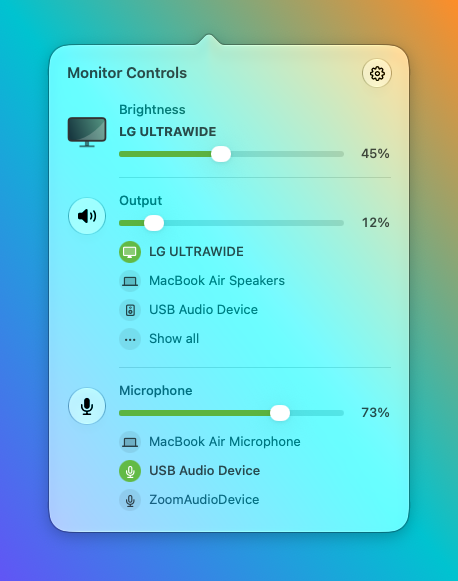 Monitor Controls
Brightness
LG ULTRAWIDE
45%
Output
12%
LG ULTRAWIDE
MacBook Air Speakers
USB Audio Device
Show all
Microphone
73%
MacBook Air Microphone
USB Audio Device
ZoomAudioDevice